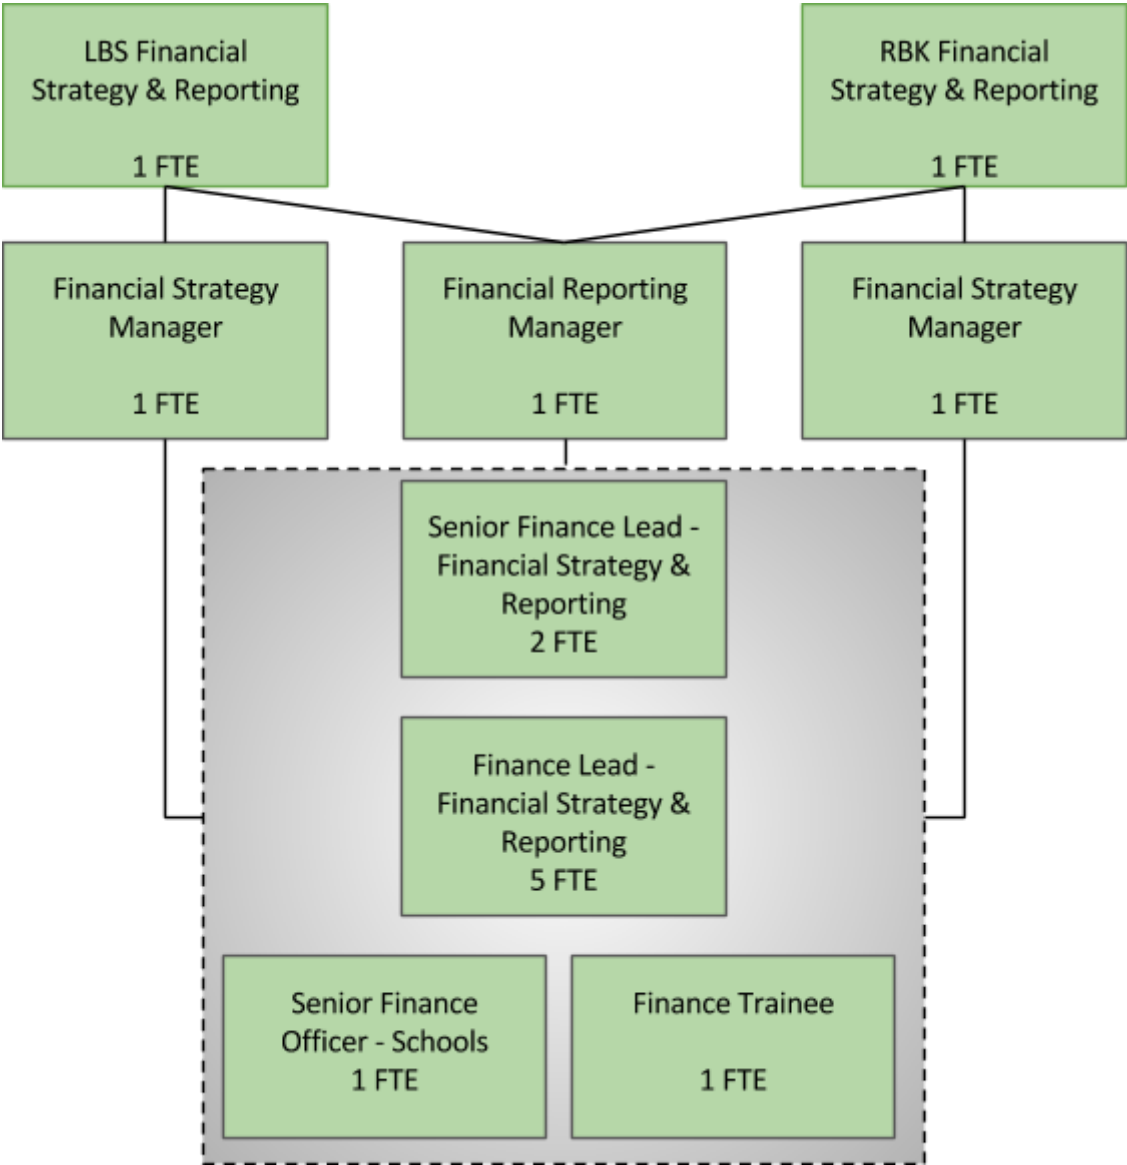 LBS Financial
Strategy & Reporting
1 FTE
RBK Financial
Strategy & Reporting
1 FTE
Financial Strategy
Manager
1 FTE
Financial Reporting
Manager
1 FTE
Financial Strategy
Manager
1 FTE
Senior Finance Lead -
Financial Strategy &
Reporting
2 FTE
Finance Lead -
Financial Strategy &
Reporting
5 FTE
Senior Finance
Officer - Schools
1 FTE
Finance Trainee
1 FTE